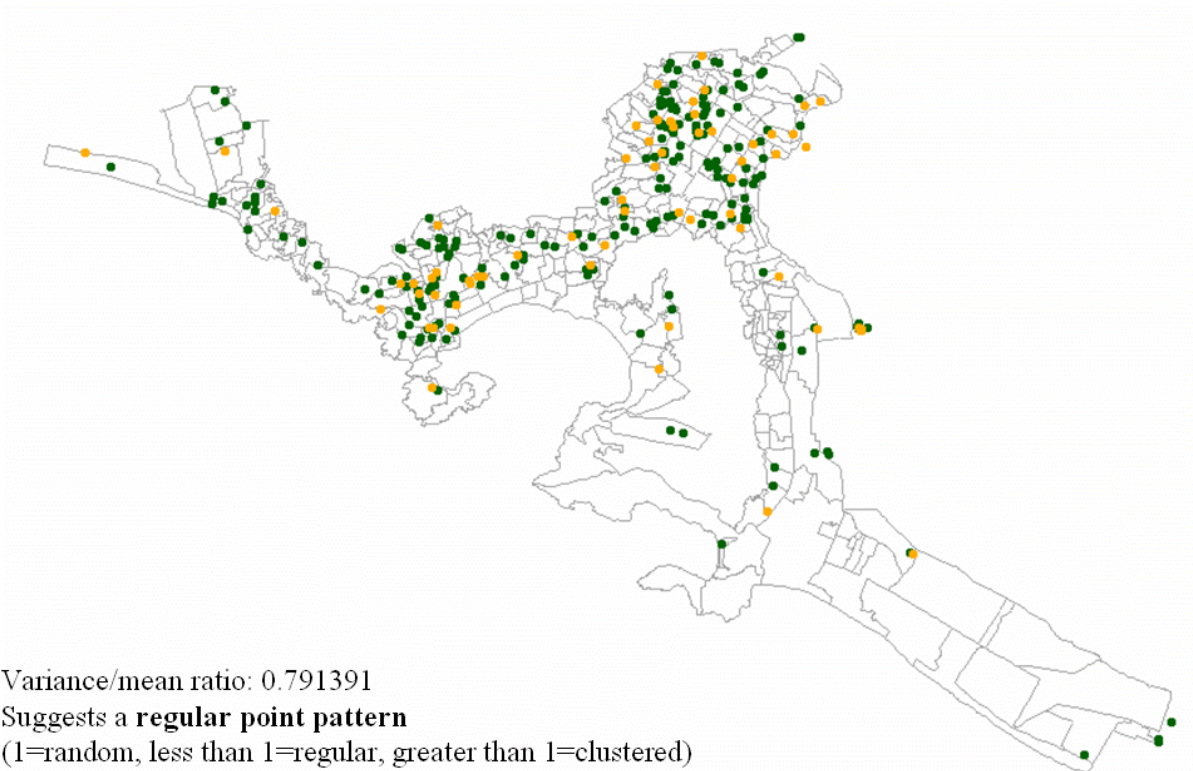 Variance/mean ratio: 0.791391
Suggests a regular point pattern
(1=random, less than 1=regular, greater than 1=clustered)